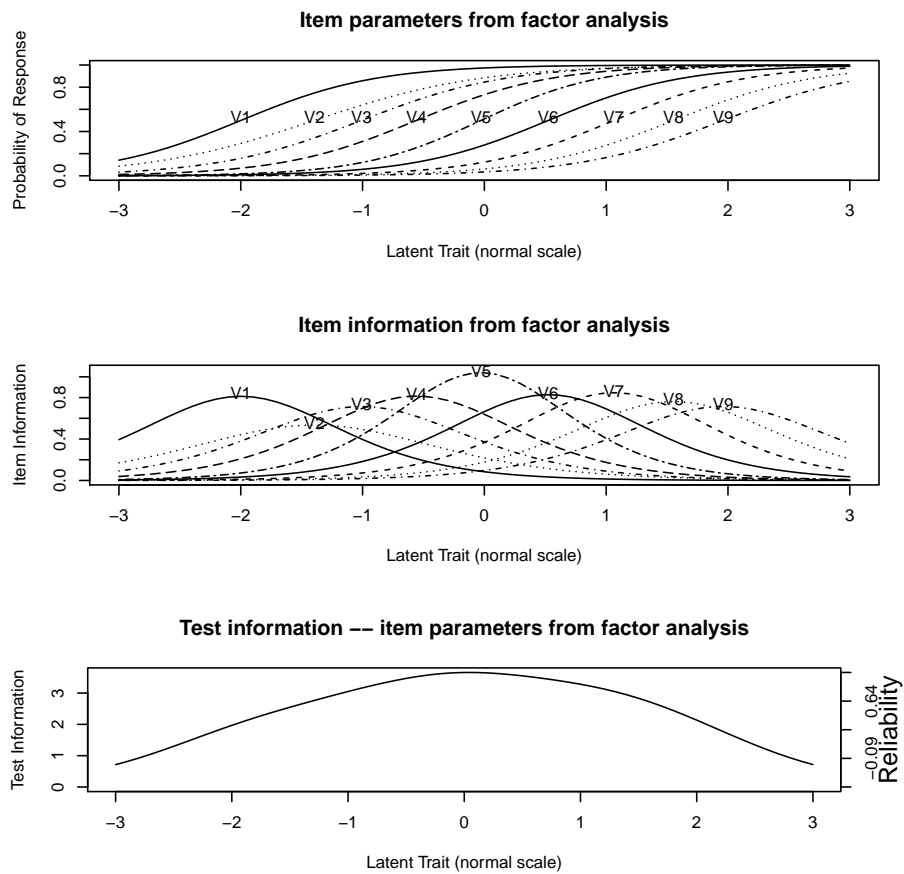 Item parameters from factor analysis
Probability of Response
0.8
0.4
0.0
V1 V2 V3 V4 V5 V6 V7 V8 V9
−3 −2 −1 0 1 2 3
Latent Trait (normal scale)
Item information from factor analysis
Item Information
0.8
0.4
0.0
V1 V2 V3 V4 V5 V6 V7 V8 V9
−3 −2 −1 0 1 2 3
Latent Trait (normal scale)
Test information −− item parameters from factor analysis
Test Information
3
2
1
0
0.64
−0.09
Reliability
−3 −2 −1 0 1 2 3
Latent Trait (normal scale)